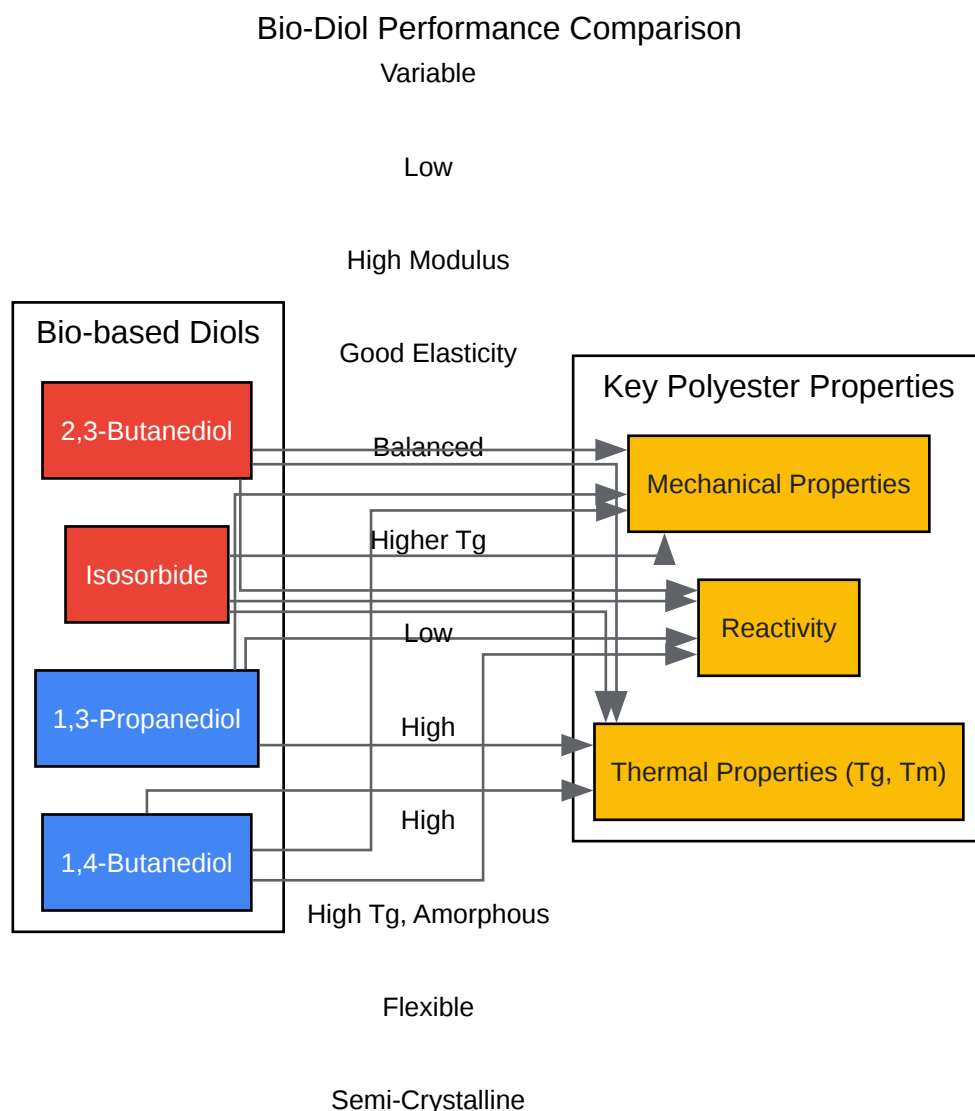 Bio-Diol Performance Comparison
Variable
Low
High Modulus
Good Elasticity
Balanced
Higher Tg
Low
High
High
High Tg, Amorphous
Flexible
Semi-Crystalline
Bio-based Diols
2,3-Butanediol
Isosorbide
1,3-Propanediol
1,4-Butanediol
Key Polyester Properties
Mechanical Properties
Reactivity
Thermal Properties (Tg, Tm)